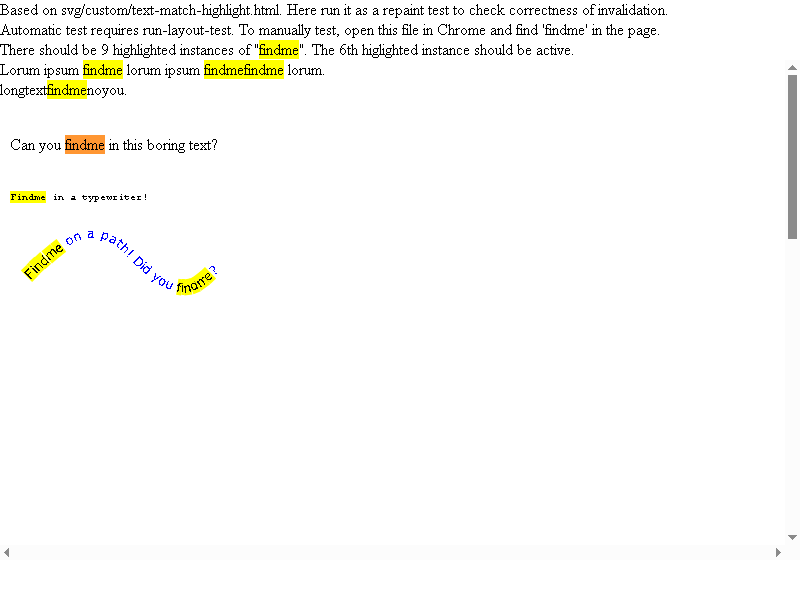 Based on svg/custom/text-match-highlight.html. Here run it as a repaint test to check correctness of invalidation.
Automatic test requires run-layout-test. To manually test, open this file in Chrome and find 'findme' in the page.
There should be 9 highlighted instances of "findme". The 6th higlighted instance should be active.
Lorum ipsum findme lorum ipsum findmefindme lorum.
longtextfindmenoyou.
Can you findme in this boring text?
Findme in a typewriter!
Findme on a path! Did you findme?